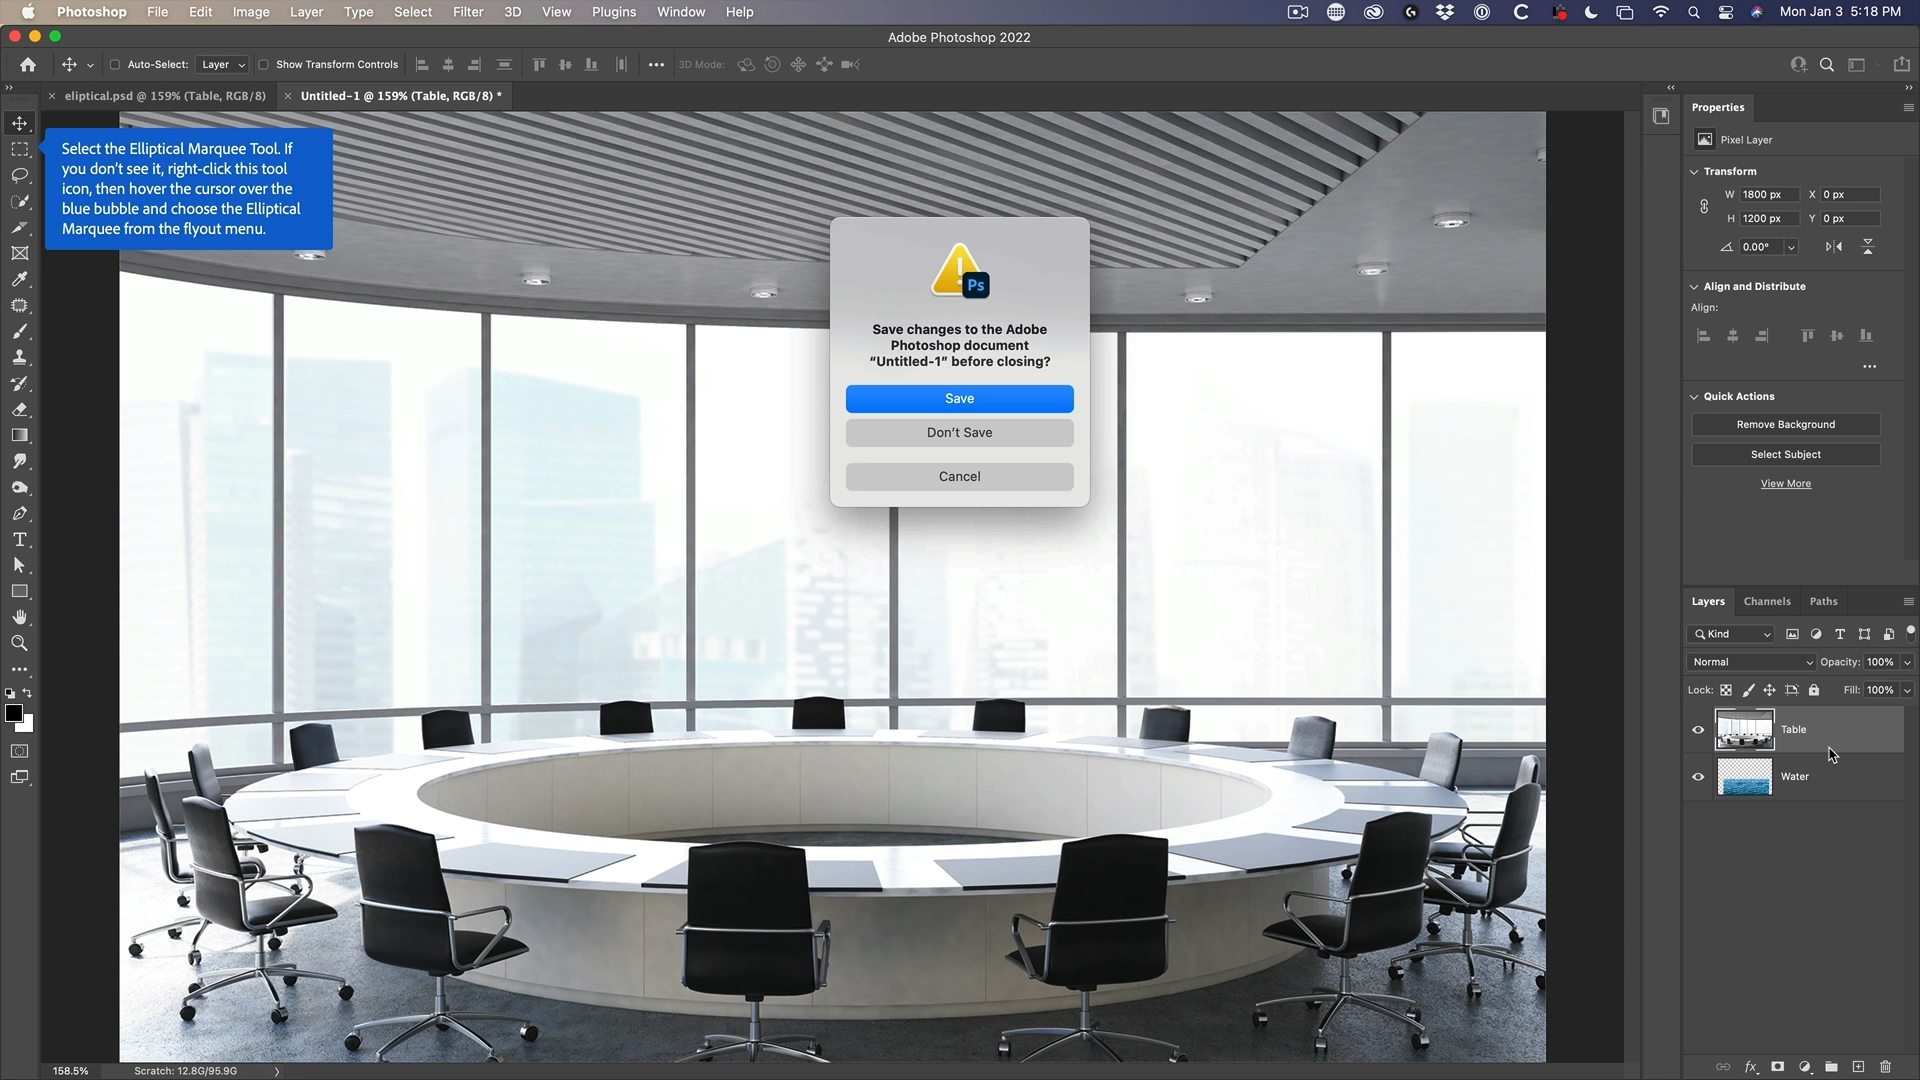 Photoshop File Edit Image Layer Type Select Filter 3D View Plugins Window Help Mon Jan 3 5:18 PM
Adobe Photoshop 2022
Auto-Select: Layer Show Transform Controls 3D Mode:
eliptical.psd @ 159% (Table, RGB/8) Untitled-1 @ 159% (Table, RGB/8) *
Select the Elliptical Marquee Tool. If
you don't see it, right-click this tool
icon, then hover the cursor over the
blue bubble and choose the Elliptical
Marquee from the flyout menu.
Ps
Save changes to the Adobe
Photoshop document
“Untitled-1” before closing?
Save
Don't Save
Cancel
Properties
Pixel Layer
Transform
W 1800 px X 0 px
H 1200 px Y 0 px
0.00°
Align and Distribute
Align:
Quick Actions
Remove Background
Select Subject
View More
Layers Channels Paths
Kind
Normal Opacity: 100%
Lock: Fill: 100%
Table
Water
158.5% Scratch: 12.8G/95.9G